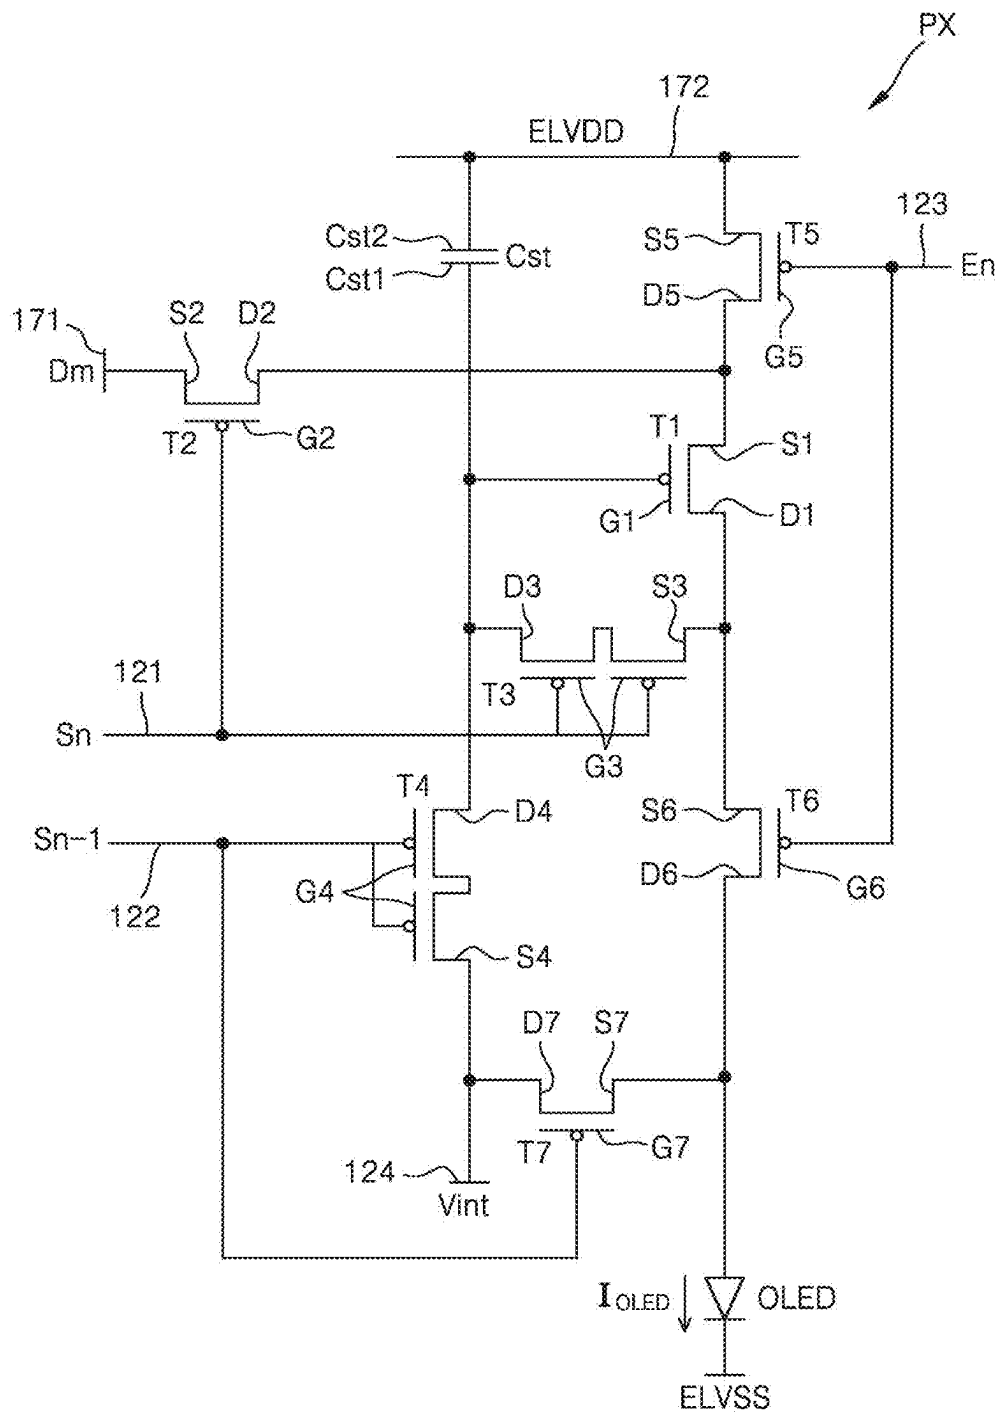 PX
172
ELVDD
123
Cst2
S5
T5
Cst
Cst1
En
D5
171
S2
D2
G5
Dm
T1
S1
T2
G2
G1
D1
D3
S3
121
T3
Sn
G3
T4
D4
S6
T6
Sn-1
G4
D6
G6
122
S4
D7
S7
T7
G7
124
Vint
IOLED
OLED
ELVSS